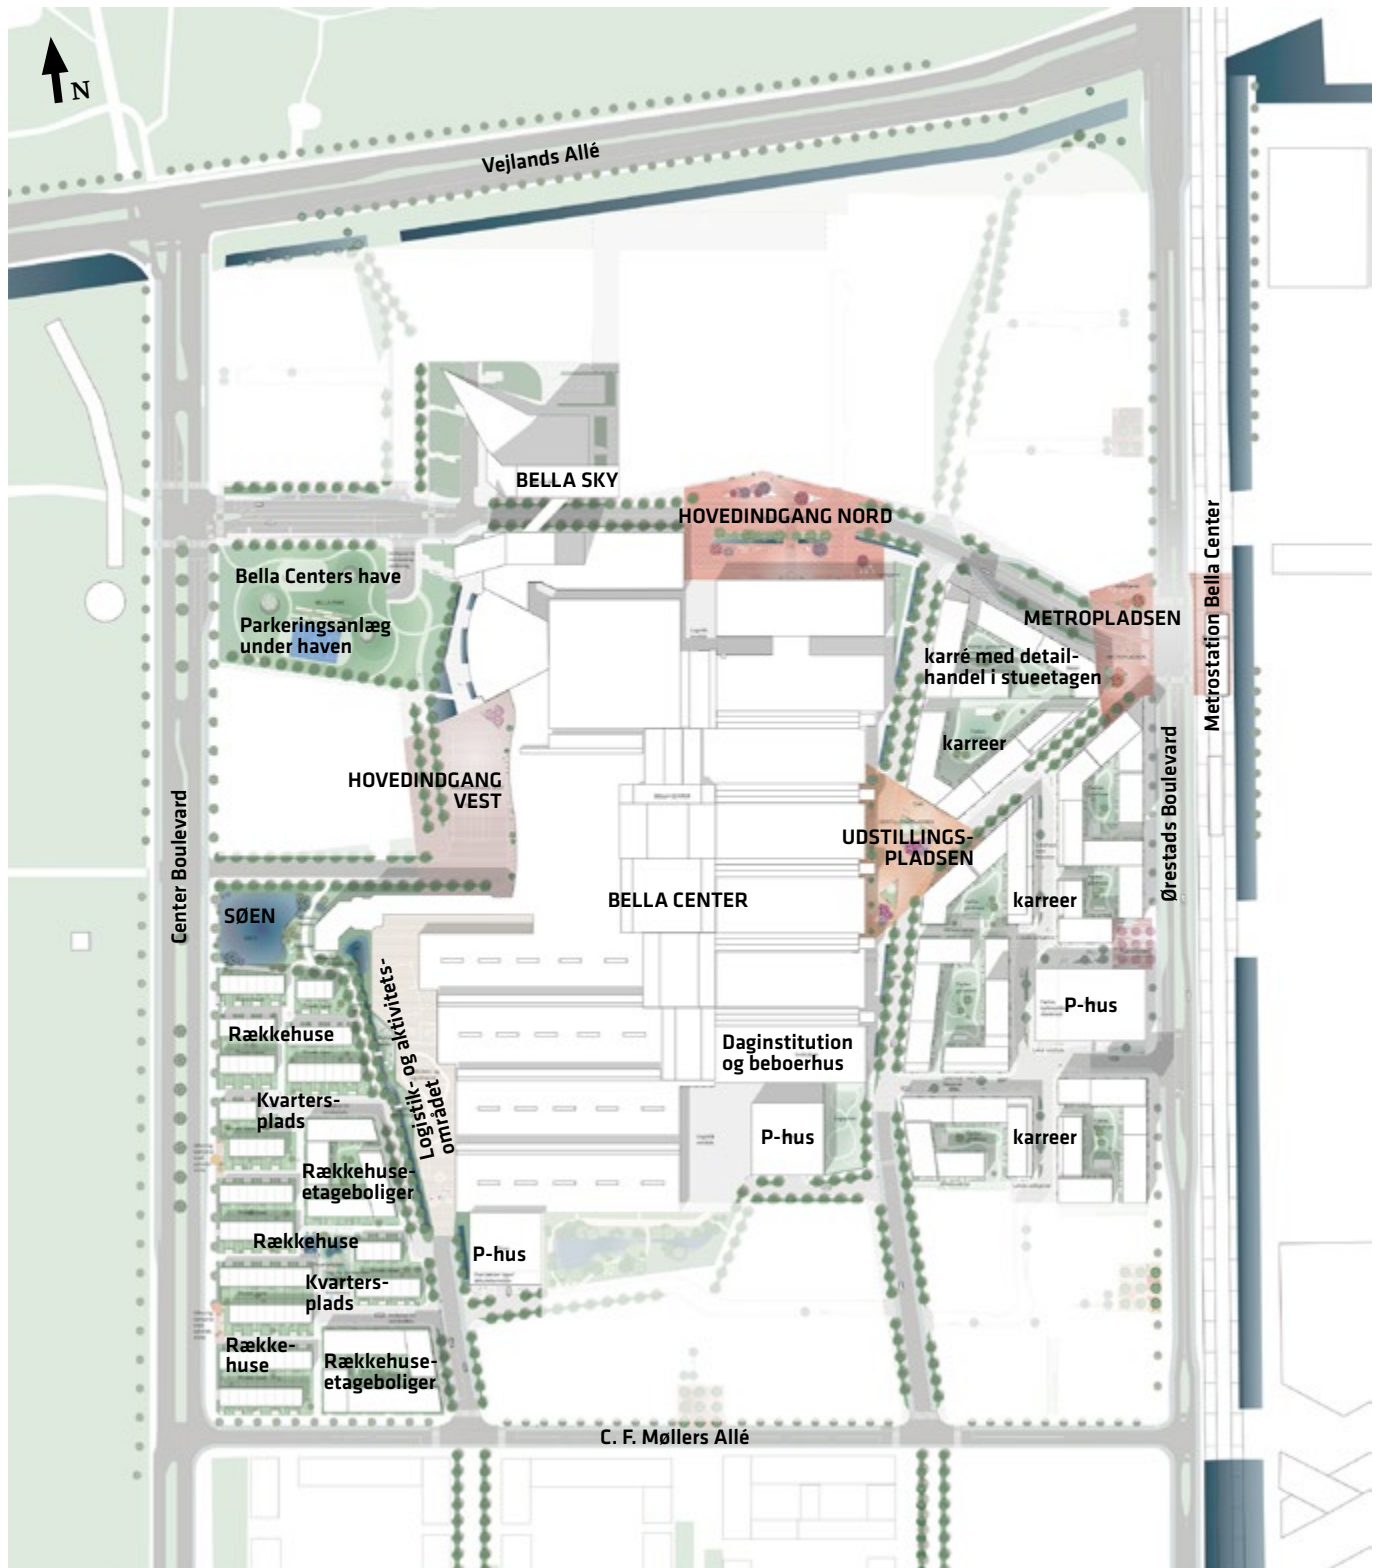 N
Vejlands Allé
BELLA SKY
HOVEDINDGANG NORD
Metrostation Bella Center
Bella Centers have
Parkeringsanlæg
under haven
METROPLADSEN
karré med detail-
handel i stueetagen
karreer
HOVEDINDGANG
VEST
Center Boulevard
Ørestads Boulevard
UDSTILLINGS-
PLADSEN
BELLA CENTER
karreer
SØEN
Logistik- og aktivitets-
området
P-hus
Rækkehuse
Daginstitution
og beboerhus
Kvarters-
plads
P-hus
karreer
Rækkehuse-
etageboliger
Rækkehuse
P-hus
Kvarters-
plads
Række-
huse
Rækkehuse-
etageboliger
C. F. Møllers Allé